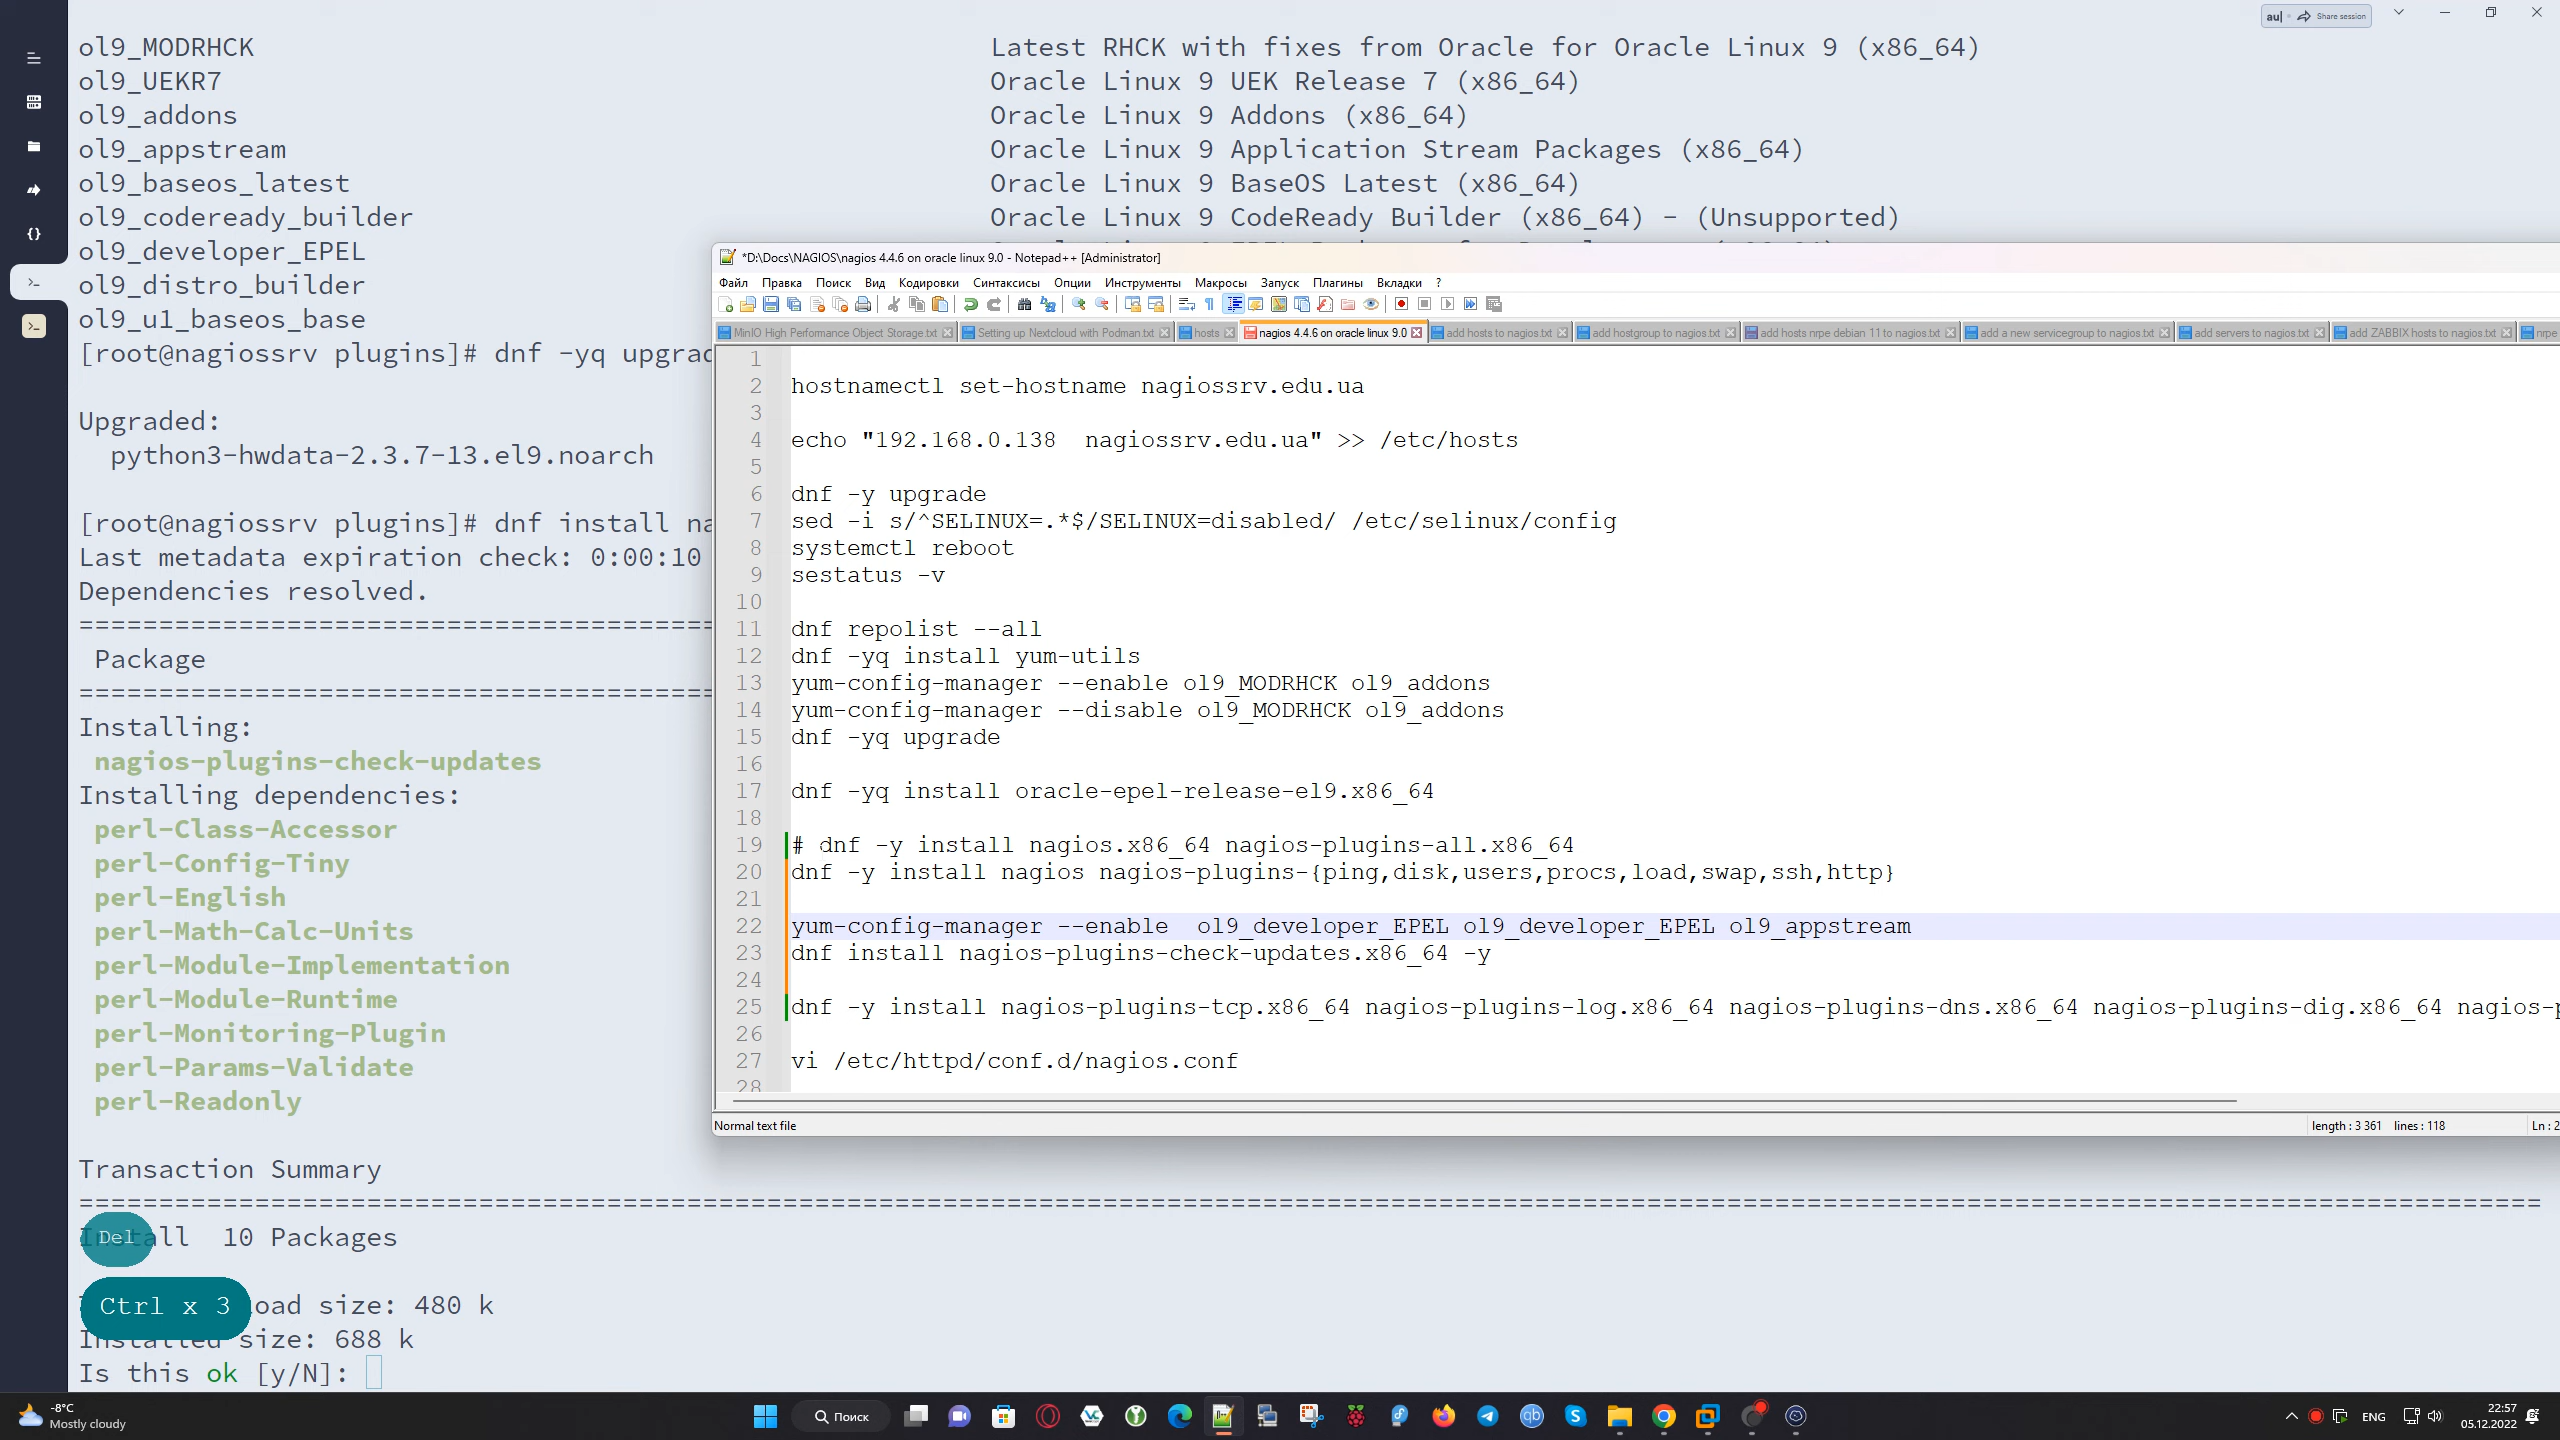 au| Share session
ol9_MODRHCK Latest RHCK with fixes from Oracle for Oracle Linux 9 (x86_64)
ol9_UEKR7 Oracle Linux 9 UEK Release 7 (x86_64)
ol9_addons Oracle Linux 9 Addons (x86_64)
ol9_appstream Oracle Linux 9 Application Stream Packages (x86_64)
ol9_baseos_latest Oracle Linux 9 BaseOS Latest (x86_64)
ol9_codeready_builder Oracle Linux 9 CodeReady Builder (x86_64) - (Unsupported)
ol9_developer_EPEL
ol9_distro_builder
ol9_u1_baseos_base
[root@nagiossrv plugins]# dnf -yq upgrad
Upgraded:
python3-hwdata-2.3.7-13.el9.noarch
[root@nagiossrv plugins]# dnf install na
Last metadata expiration check: 0:00:10
Dependencies resolved.
================================
Package
================================
Installing:
nagios-plugins-check-updates
Installing dependencies:
perl-Class-Accessor
perl-Config-Tiny
perl-English
perl-Math-Calc-Units
perl-Module-Implementation
perl-Module-Runtime
perl-Monitoring-Plugin
perl-Params-Validate
perl-Readonly
Transaction Summary
================================
Install 10 Packages
Del
Ctrl x 3
oad size: 480 k
Installed size: 688 k
Is this ok [y/N]:
*D:\Docs\NAGIOS\nagios 4.4.6 on oracle linux 9.0 - Notepad++ [Administrator]
Файл Правка Поиск Вид Кодировки Синтаксисы Опции Инструменты Макросы Запуск Плагины Вкладки ?
MinIO High Performance Object Storage.txt Setting up Nextcloud with Podman.txt hosts nagios 4.4.6 on oracle linux 9.0 add hosts to nagios.txt add hostgroup to nagios.txt add hosts nrpe debian 11 to nagios.txt add a new servicegroup to nagios.txt add servers to nagios.txt add ZABBIX hosts to nagios.txt nrpe
1
2 hostnamectl set-hostname nagiossrv.edu.ua
3
4 echo "192.168.0.138  nagiossrv.edu.ua" >> /etc/hosts
5
6 dnf -y upgrade
7 sed -i s/^SELINUX=.*$/SELINUX=disabled/ /etc/selinux/config
8 systemctl reboot
9 sestatus -v
10
11 dnf repolist --all
12 dnf -yq install yum-utils
13 yum-config-manager --enable ol9_MODRHCK ol9_addons
14 yum-config-manager --disable ol9_MODRHCK ol9_addons
15 dnf -yq upgrade
16
17 dnf -yq install oracle-epel-release-el9.x86_64
18
19 # dnf -y install nagios.x86_64 nagios-plugins-all.x86_64
20 dnf -y install nagios nagios-plugins-{ping,disk,users,procs,load,swap,ssh,http}
21
22 yum-config-manager --enable  ol9_developer_EPEL ol9_developer_EPEL ol9_appstream
23 dnf install nagios-plugins-check-updates.x86_64 -y
24
25 dnf -y install nagios-plugins-tcp.x86_64 nagios-plugins-log.x86_64 nagios-plugins-dns.x86_64 nagios-plugins-dig.x86_64 nagios-p
26
27 vi /etc/httpd/conf.d/nagios.conf
28
Normal text file length : 3 361 lines : 118 Ln : 2
-8°C
Mostly cloudy
Поиск
ENG
22:57
05.12.2022